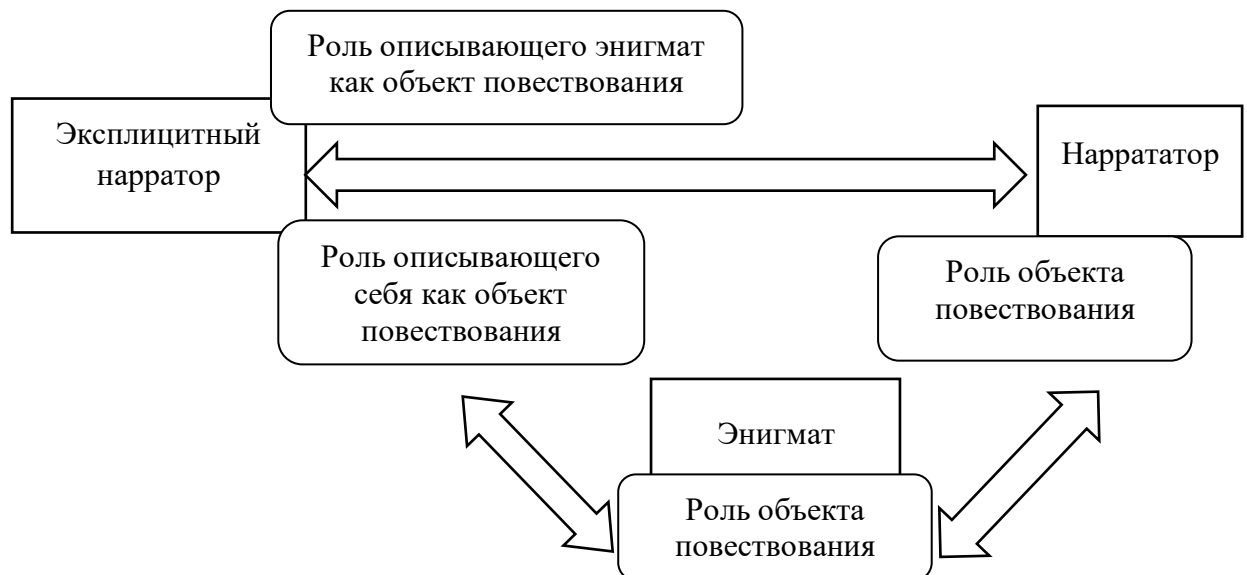 Роль описывающего энигмат
как объект повествования
Эксплицитный
нарратор
Наррататор
Роль описывающего
себя как объект
повествования
Роль объекта
повествования
Энигмат
Роль объекта
повествования